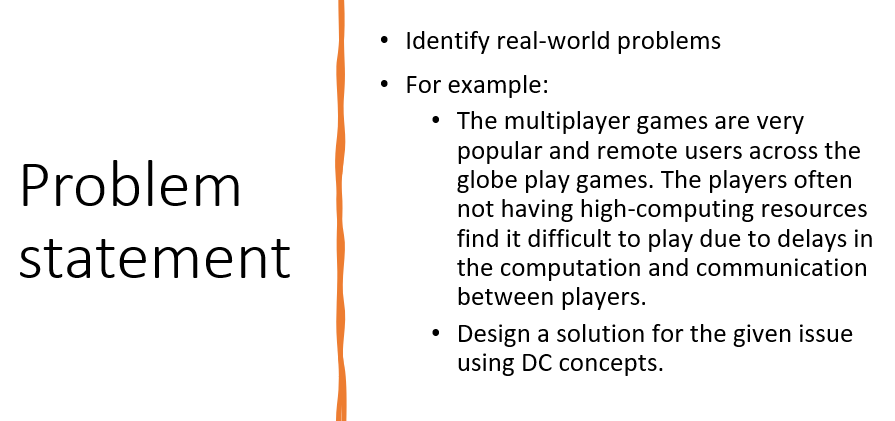 Problem
statement
• Identify real-world problems
• For example:
• The multiplayer games are very
popular and remote users across the
globe play games. The players often
not having high-computing resources
find it difficult to play due to delays in
the computation and communication
between players.
• Design a solution for the given issue
using DC concepts.